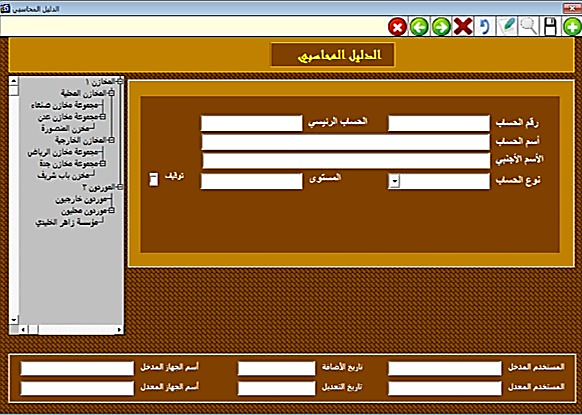 الدليل المحاسبي
الدليل المحاسبي
المخازن ١
المخازن المحلية
مجموعة مخازن صنعاء
مجموعة مخازن عدن
مخزن المنصورة
المخازن الخارجية
مجموعة مخازن الرياض
مجموعة مخازن جدة
مخزن باب شريف
الموردون ٢
موردون خارجيون
موردون محليون
مؤسسة زاهر الخليدي
رقم الحساب
الحساب الرئيسي
أسم الحساب
الأسم الأجنبي
نوع الحساب
المستوى
توقيف
المستخدم المدخل
تاريخ الأضافة
أسم الجهاز المدخل
المستخدم المعدل
تاريخ التعديل
أسم الجهاز المعدل